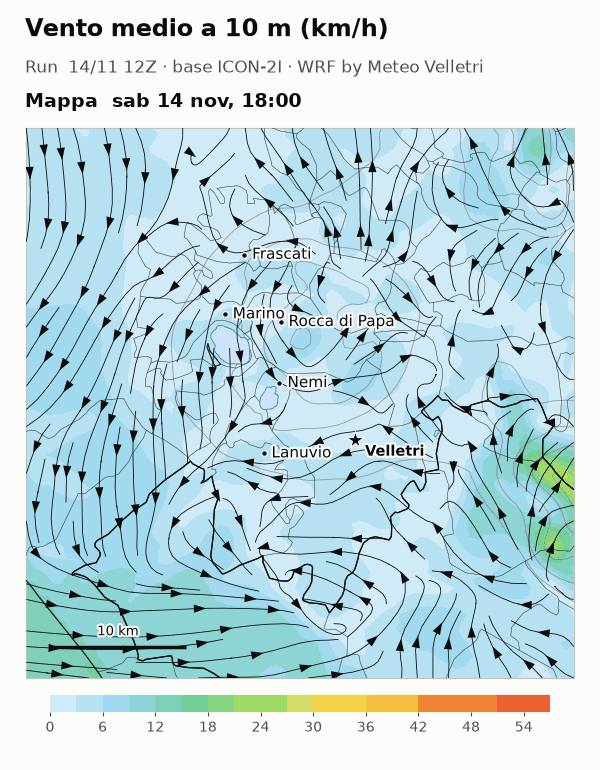 Vento medio a 10 m (km/h)
Run  14/11 12Z · base ICON-2I · WRF by Meteo Velletri
Mappa  sab 14 nov, 18:00
Frascati
Marino
Rocca di Papa
Nemi
Lanuvio
Velletri
10 km
0 6 12 18 24 30 36 42 48 54